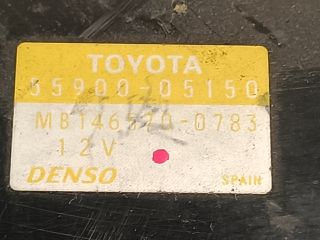 TOYOTA
55900-05150
MB146570-0783
12V
DENSO SPAIN